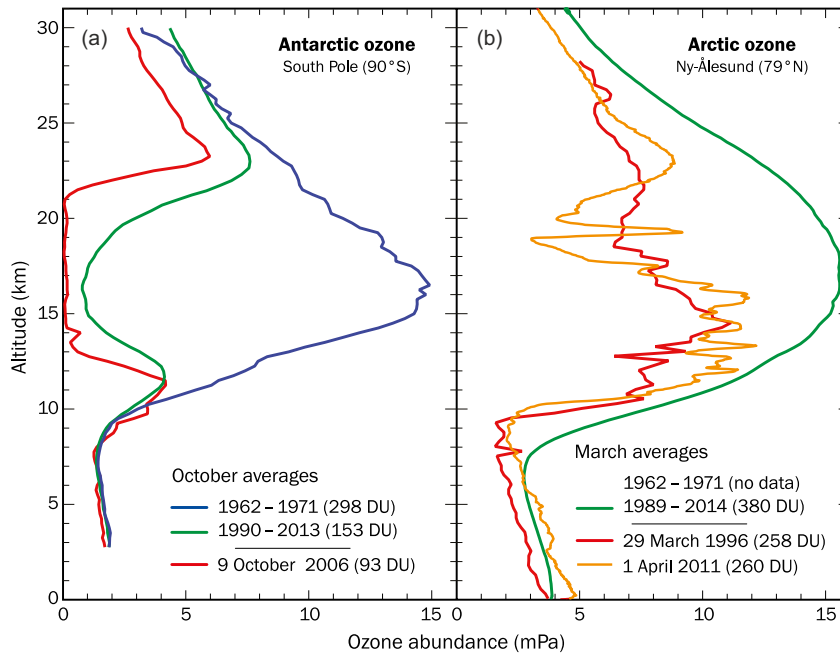 (a)
Antarctic ozone
South Pole (90°S)
(b)
Arctic ozone
Ny-Ålesund (79°N)
30
25
20
15
10
5
0
Altitude (km)
October averages
1962–1971 (298 DU)
1990–2013 (153 DU)
9 October 2006 (93 DU)
March averages
1962–1971 (no data)
1989–2014 (380 DU)
29 March 1996 (258 DU)
1 April 2011 (260 DU)
0 5 10 15
5 10 15
Ozone abundance (mPa)